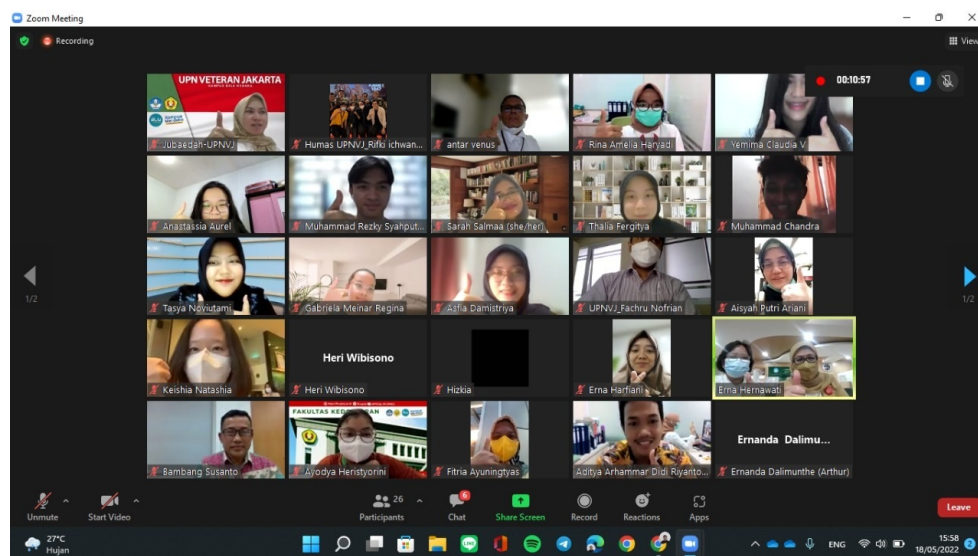 Zoom Meeting
Recording
View
00:10:57
UPN VETERAN JAKARTA
Jubaedah-UPNVJ
Humas UPNVJ_Rifki ichwan...
antar venus
Rina Amelia Haryadi
Yemima Claudia V
Anastassia Aurel
Muhammad Rezky Syahput...
Sarah Salmaa (she/her)
Thalia Fergitya
Muhammad Chandra
Tasya Noviutami
Gabriela Meinar Regina
Asfia Damistriya
UPNVJ_Fachru Nofrian
Aisyah Putri Ariani
1/2
1/2
Keishia Natashia
Heri Wibisono
Heri Wibisono
Hizkia
Erna Harfiani
Erna Hernawati
FAKULTAS KEDOKTERAN
Bambang Susanto
Ayodya Heristyorini
Fitria Ayuningtyas
Aditya Arhammar Didi Riyanto...
Ernanda Dalimu...
Ernanda Dalimunthe (Arthur)
Unmute
Start Video
26
Participants
6
Chat
Share Screen
Record
Reactions
Apps
Leave
27°C
Hujan
ENG
15:58
18/05/2022
2